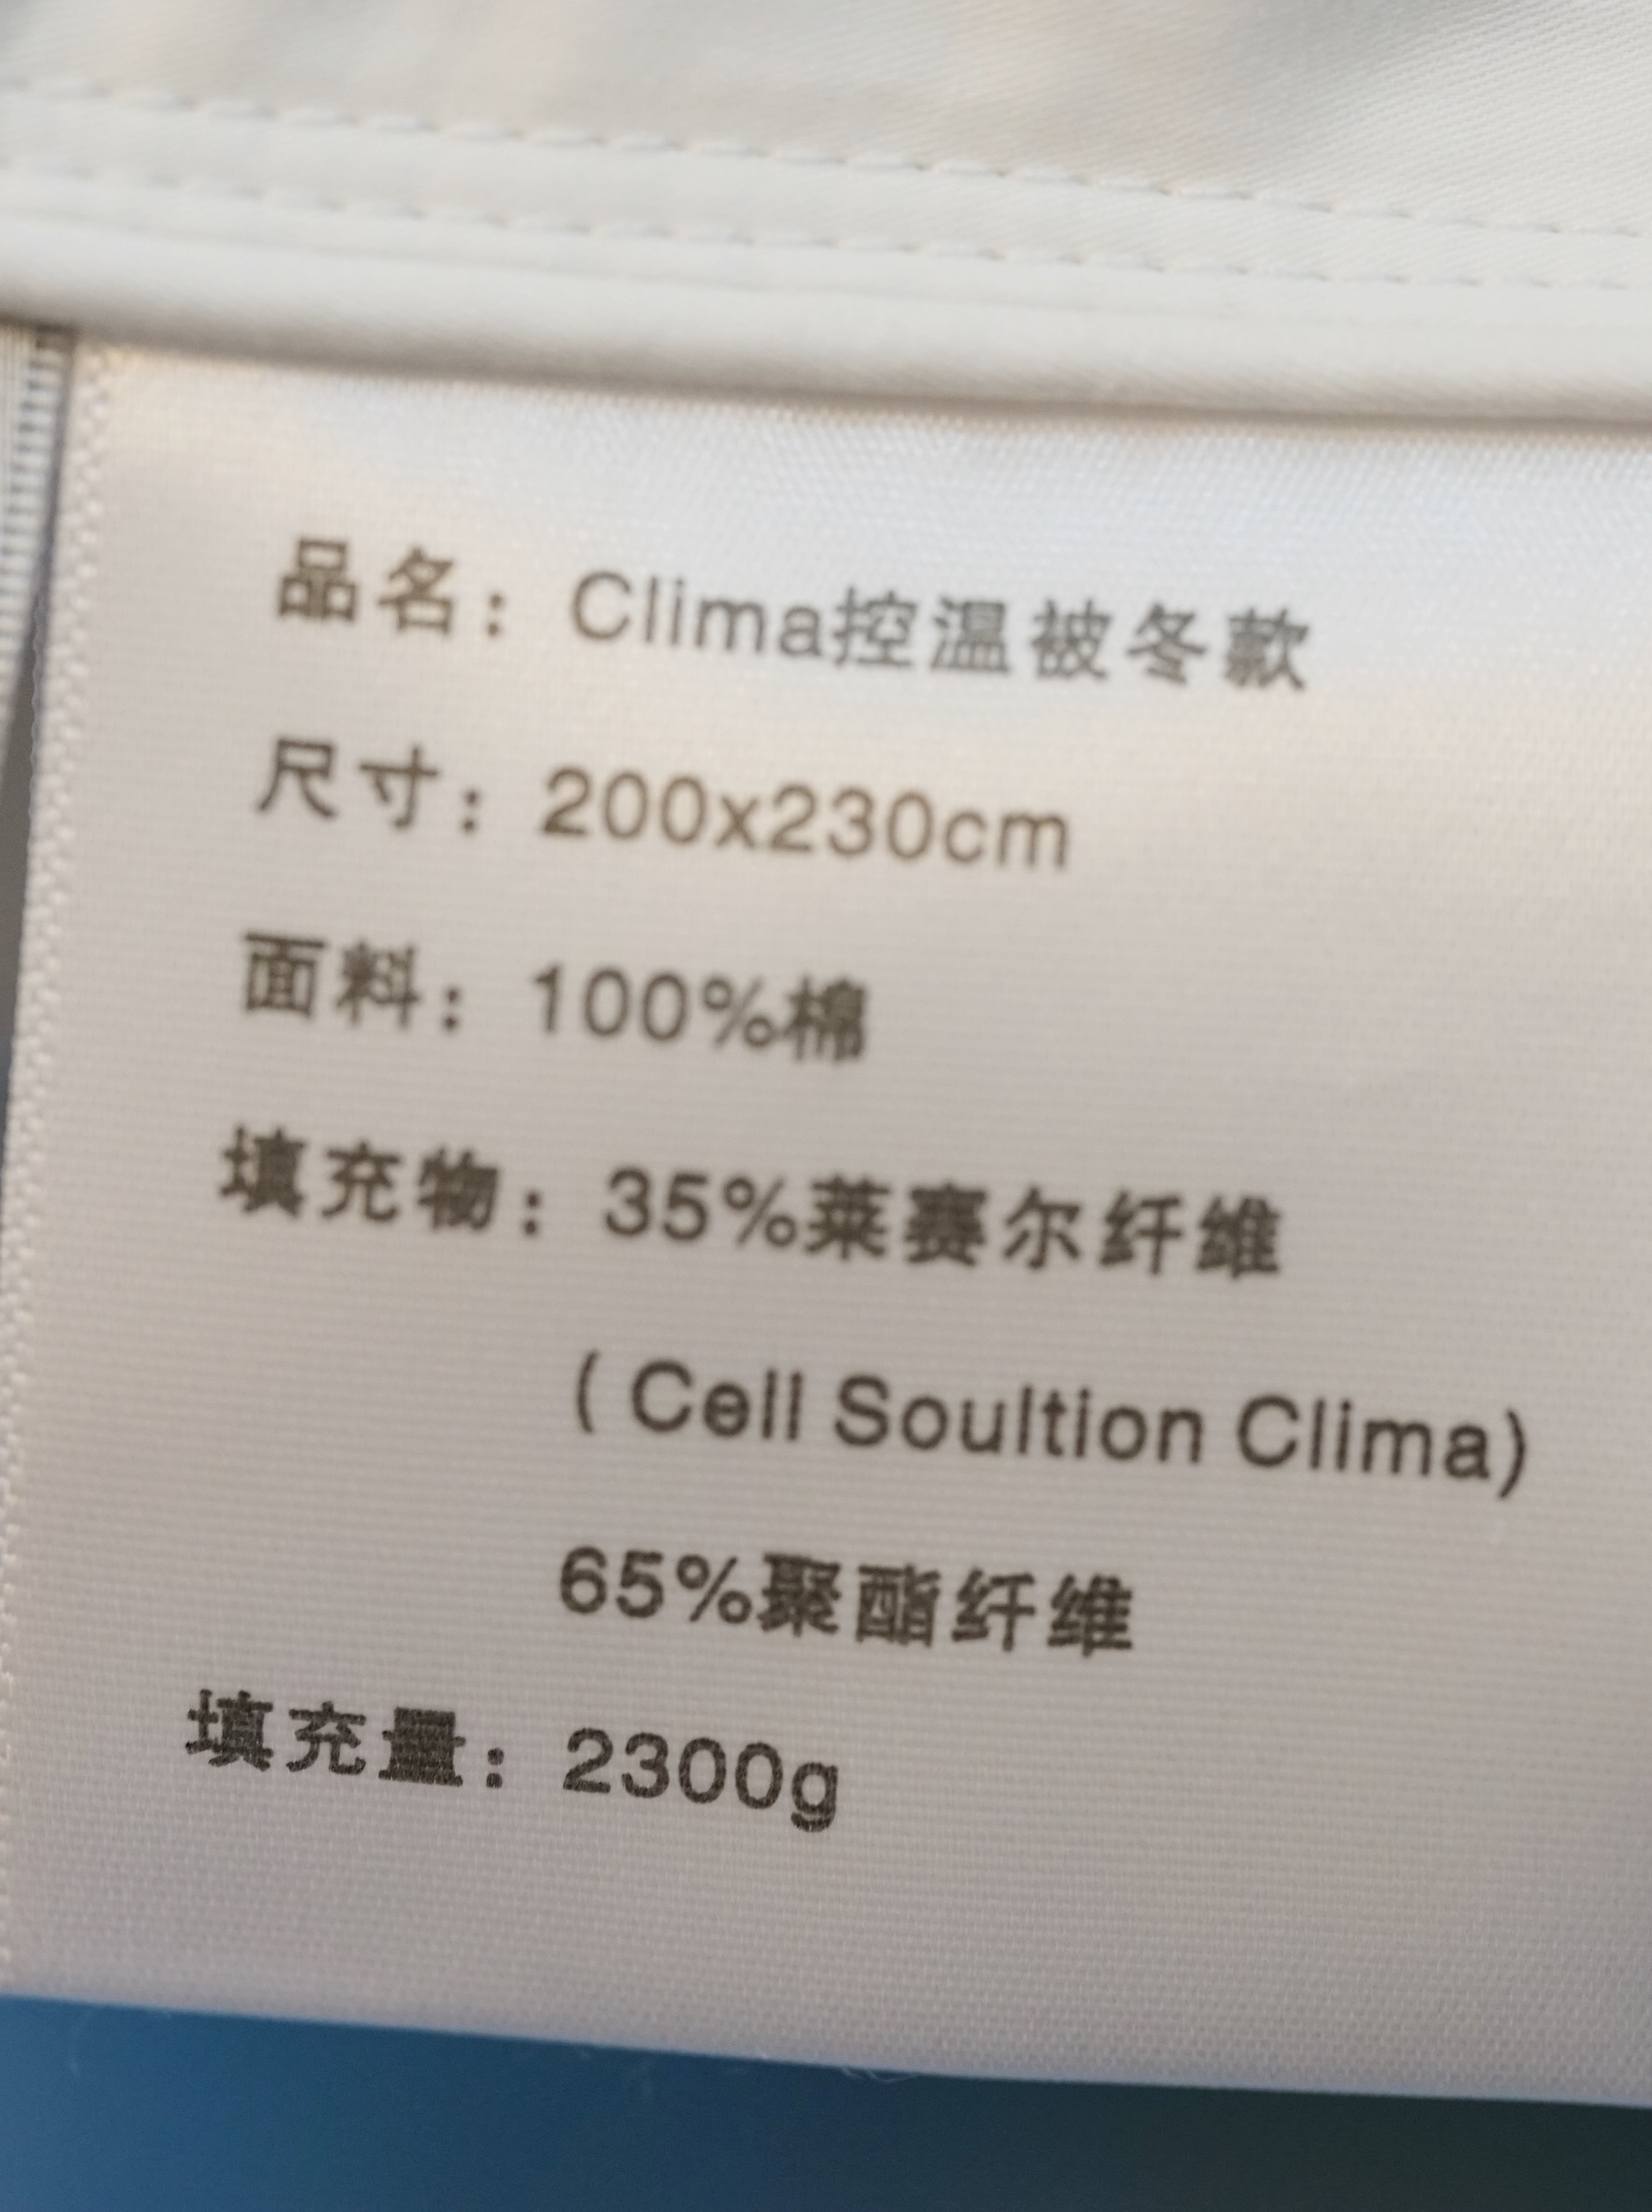 品名：Clima控温被冬款
尺寸：200x230cm
面料：100%棉
填充物：35%莱赛尔纤维
( Cell Soultion Clima)
65%聚酯纤维
填充量：2300g